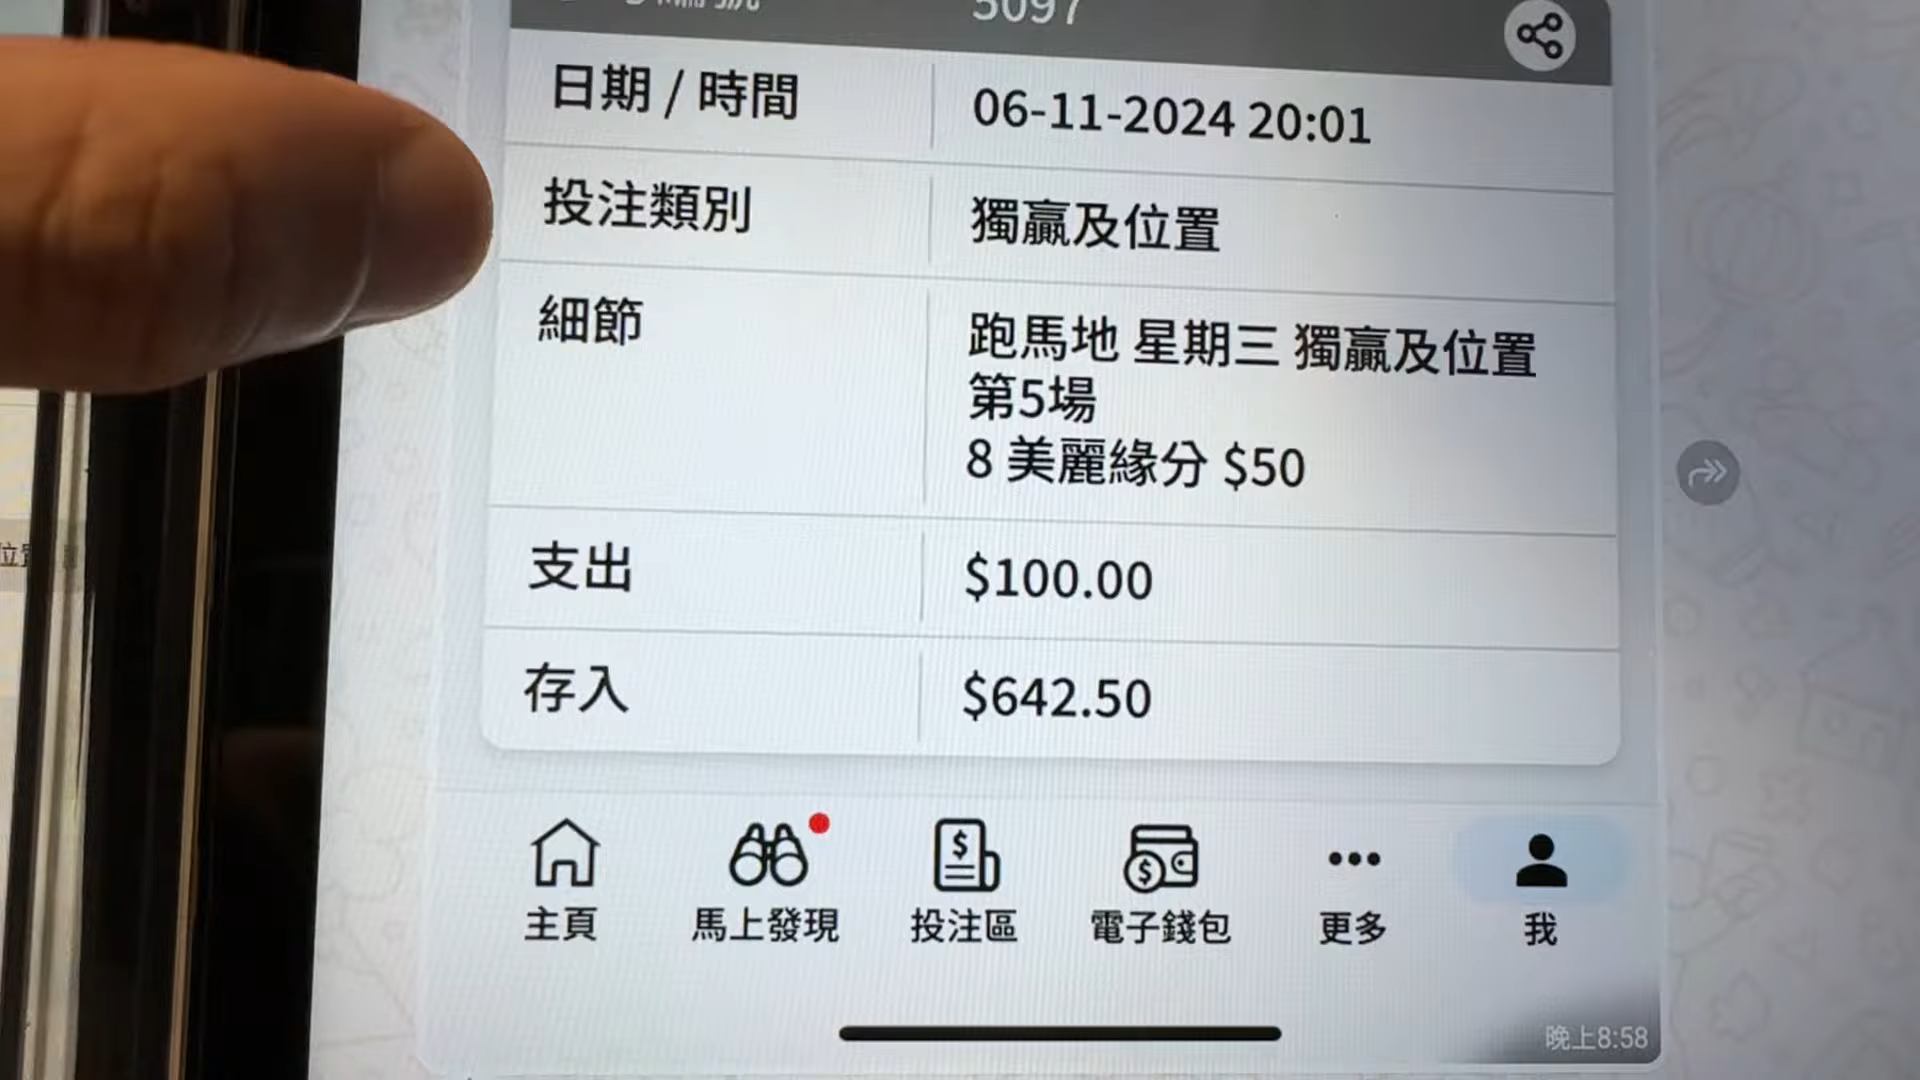 5097
日期 / 時間
06-11-2024 20:01
投注類別
獨贏及位置
細節
跑馬地 星期三 獨贏及位置
第5場
8 美麗緣分 $50
支出
$100.00
存入
$642.50
主頁
馬上發現
投注區
電子錢包
更多
我
晚上8:58
位置